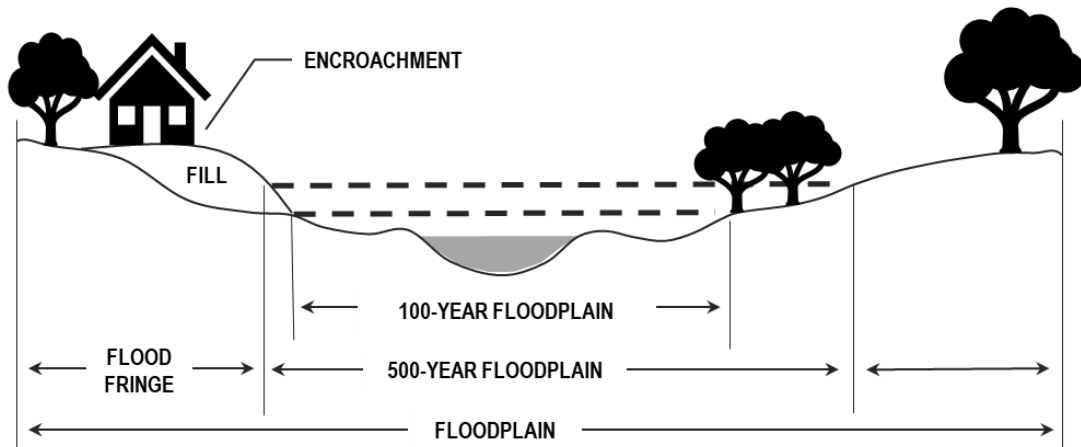 ENCROACHMENT
FILL
100-YEAR FLOODPLAIN
FLOOD
FRINGE
500-YEAR FLOODPLAIN
FLOODPLAIN